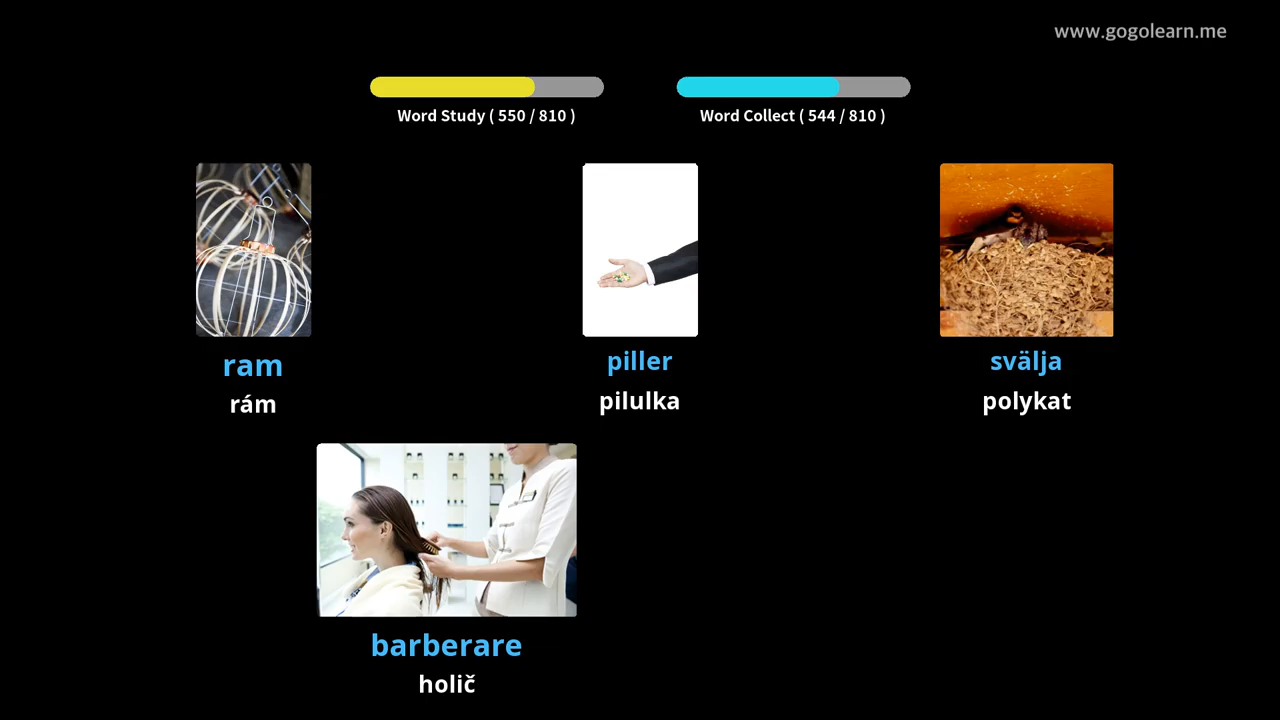 www.gogolearn.me
Word Study ( 550 / 810 )
Word Collect ( 544 / 810 )
ram
rám
piller
pilulka
svälja
polykat
barberare
holič